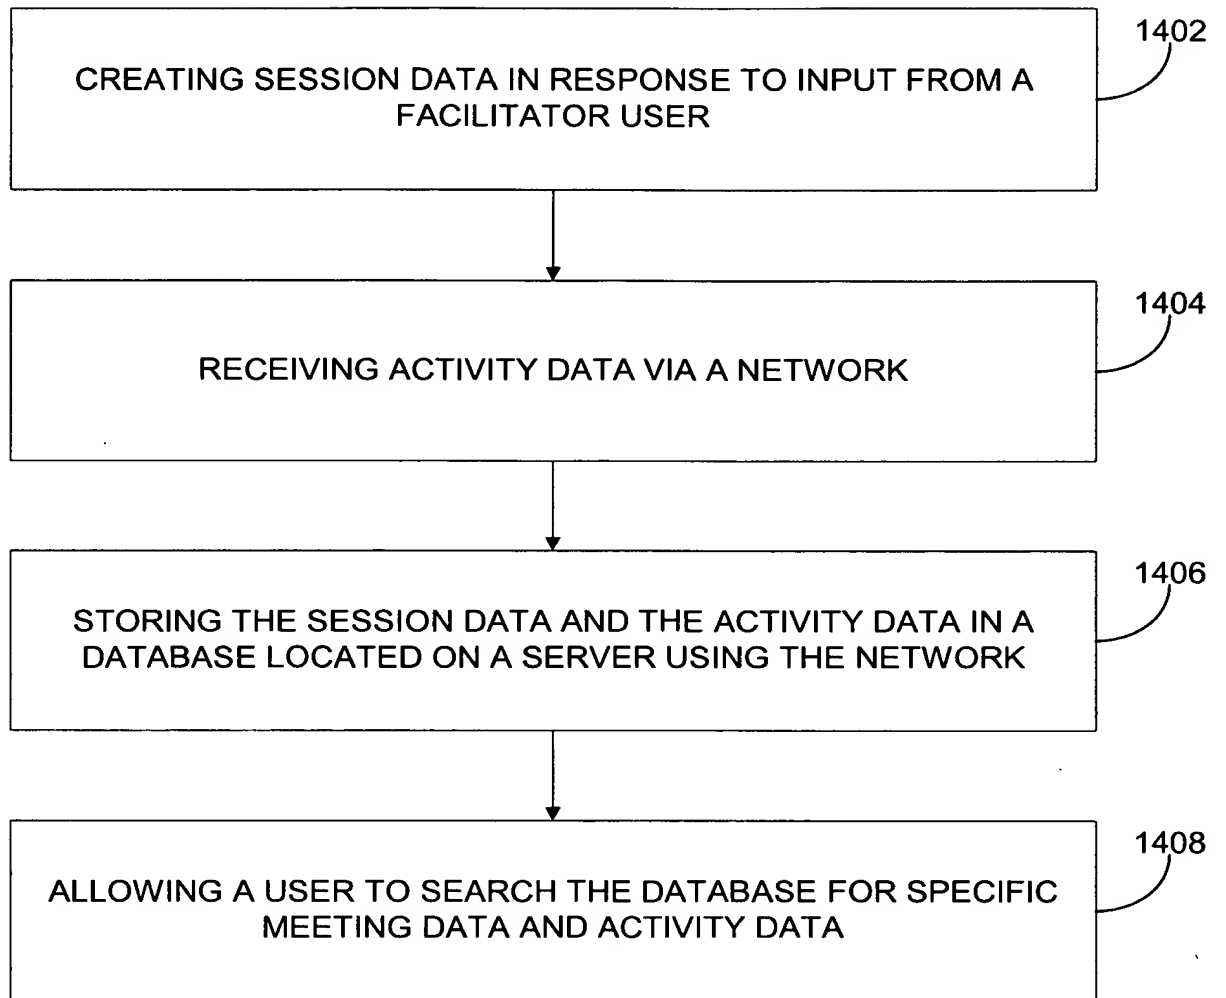 1402
CREATING SESSION DATA IN RESPONSE TO INPUT FROM A
FACILITATOR USER
1404
RECEIVING ACTIVITY DATA VIA A NETWORK
1406
STORING THE SESSION DATA AND THE ACTIVITY DATA IN A
DATABASE LOCATED ON A SERVER USING THE NETWORK
1408
ALLOWING A USER TO SEARCH THE DATABASE FOR SPECIFIC
MEETING DATA AND ACTIVITY DATA